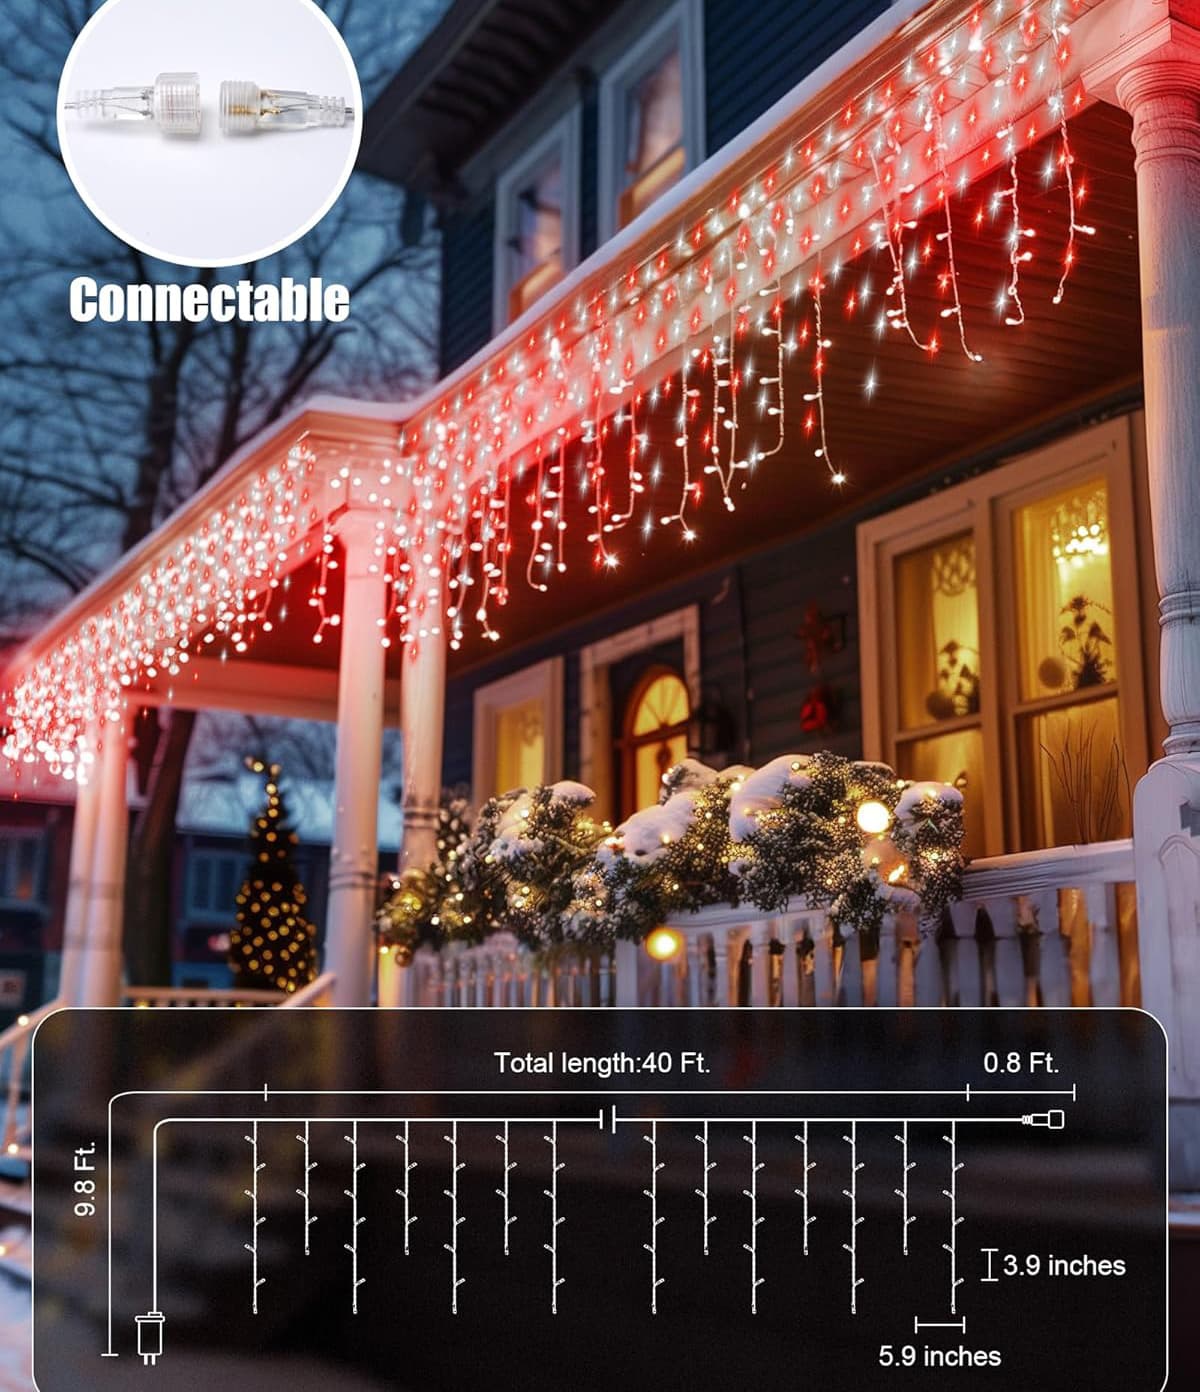 Connectable
Total length:40 Ft.
0.8 Ft.
9.8 Ft.
3.9 inches
5.9 inches